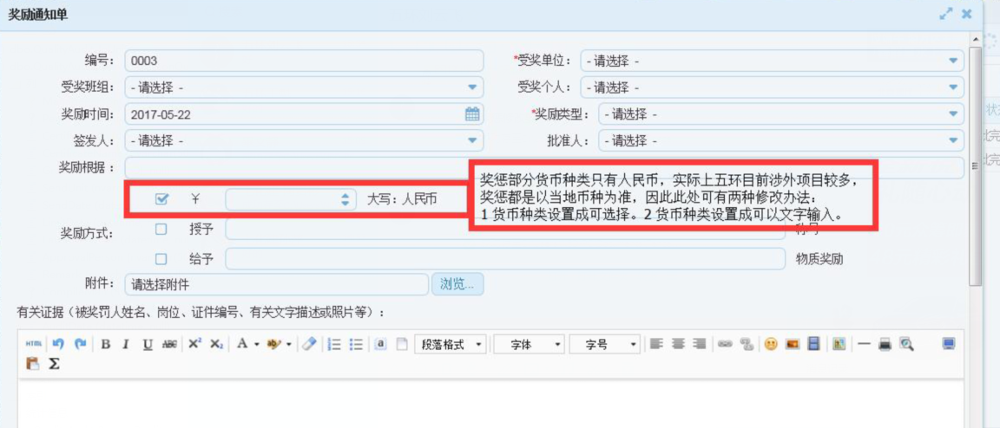 奖励通知单
编号： 0003 *受奖单位： - 请选择 -
受奖班组： - 请选择 - 受奖个人： - 请选择 -
奖励时间： 2017-05-22 *奖励类型： - 请选择 -
签发人： - 请选择 - 批准人： - 请选择 -
奖励根据：
奖惩部分货币种类只有人民币，实际上五环目前涉外项目较多，
奖惩都是以当地币种为准，因此此处可有两种修改办法：
1 货币种类设置成可选择。2 货币种类设置成可以文字输入。
¥ 大写：人民币
奖励方式： 授予 称号
给予 物质奖励
附件： 请选择附件 浏览...
有关证据（被奖罚人姓名、岗位、证件编号、有关文字描述或照片等）：
HTML B I U ABC X² X₂ A ab a 段落格式 字体 字号
Σ
状
完
完